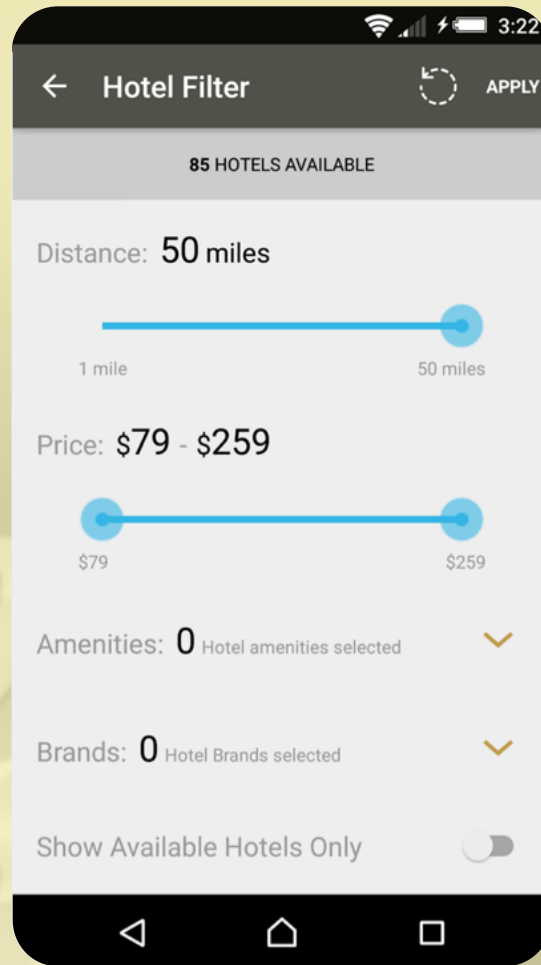 3:22
Hotel Filter
APPLY
85 HOTELS AVAILABLE
Distance: 50 miles
1 mile 50 miles
Price: $79 - $259
$79 $259
Amenities: 0 Hotel amenities selected
Brands: 0 Hotel Brands selected
Show Available Hotels Only